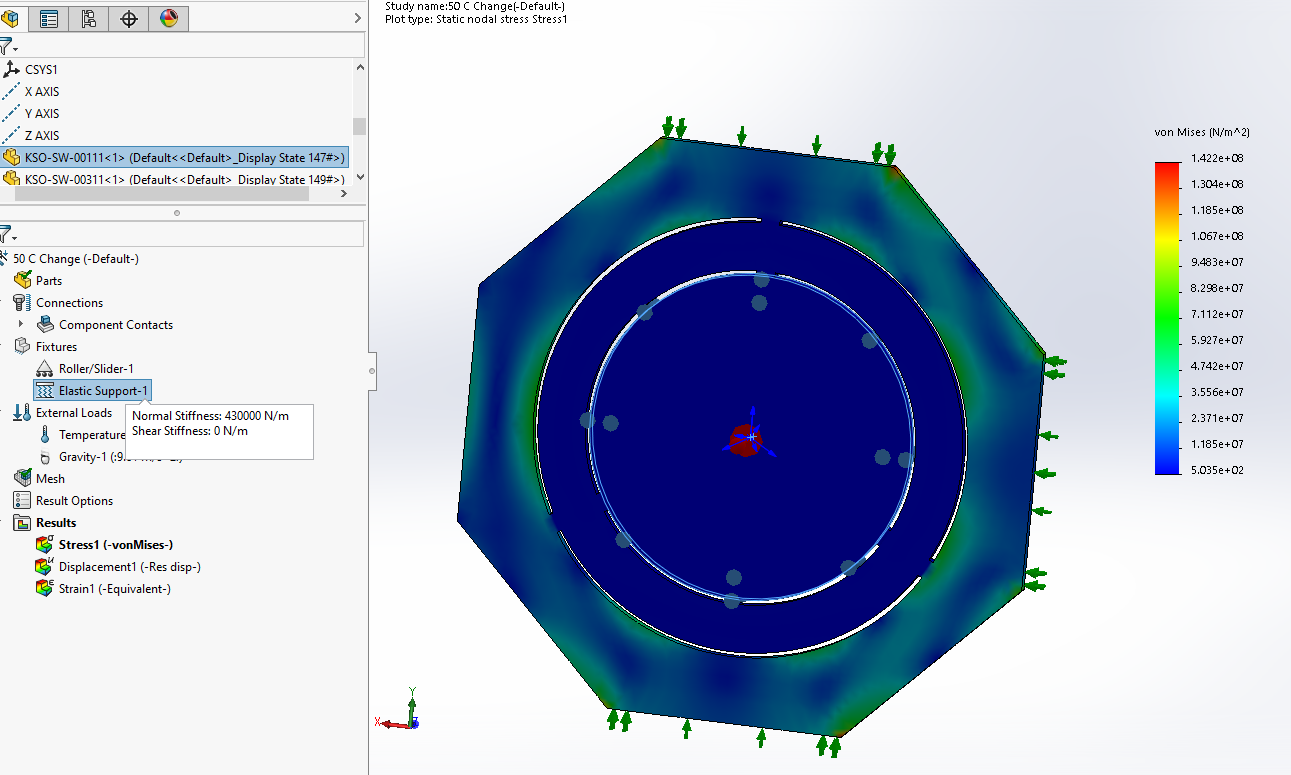 Study name:50 C Change(-Default-)
Plot type: Static nodal stress Stress1
CSYS1
X AXIS
Y AXIS
Z AXIS
KSO-SW-00111<1> (Default<<Default>_Display State 147#>)
KSO-SW-00311<1> (Default<<Default>_Display State 149#>)
50 C Change (-Default-)
Parts
Connections
Component Contacts
Fixtures
Roller/Slider-1
Elastic Support-1
External Loads
Normal Stiffness: 430000 N/m
Shear Stiffness: 0 N/m
Temperature
Gravity-1
Mesh
Result Options
Results
Stress1 (-vonMises-)
Displacement1 (-Res disp-)
Strain1 (-Equivalent-)
von Mises (N/m^2)
1.422e+08
1.304e+08
1.185e+08
1.067e+08
9.483e+07
8.298e+07
7.112e+07
5.927e+07
4.742e+07
3.556e+07
2.371e+07
1.185e+07
5.035e+02
Y
X
Z